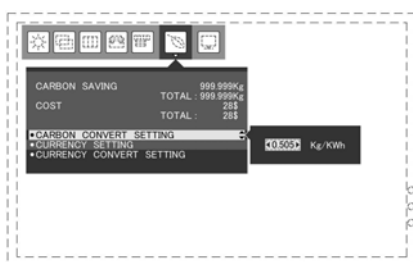 CARBON SAVING 999.999Kg
TOTAL : 999.999Kg
COST 28$
TOTAL : 28$
•CARBON CONVERT SETTING
•CURRENCY SETTING
•CURRENCY CONVERT SETTING
0.505 Kg/KWh